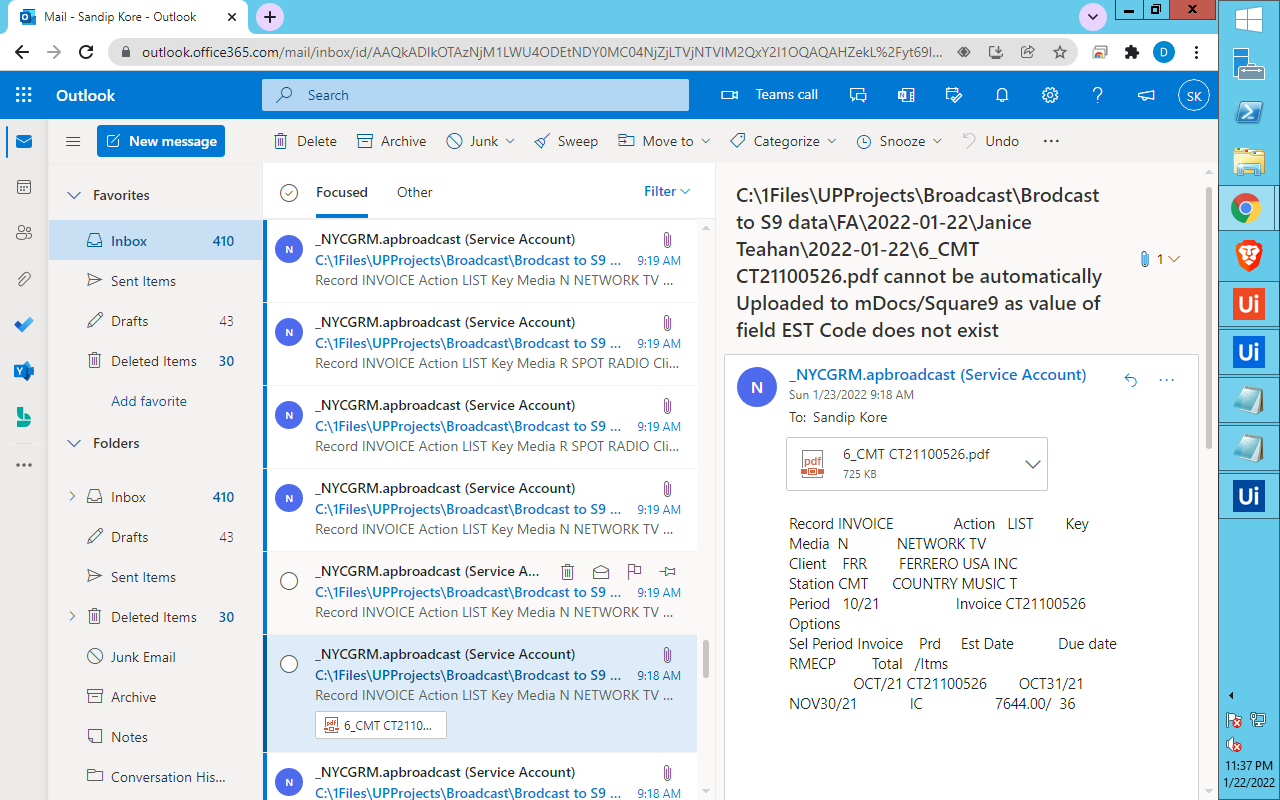 Mail - Sandip Kore - Outlook
outlook.office365.com/mail/inbox/id/AAQkADIkOTAzNjM1LWU4ODEtNDY0MC04NjZjLTVjNTVlM2QxY2I1OQAQAHZekL%2Fyt69I...
D
Outlook
Search
Teams call
SK
New message
Delete
Archive
Junk
Sweep
Move to
Categorize
Snooze
Undo
Favorites
Inbox 410
Sent Items
Drafts 43
Deleted Items 30
Add favorite
Folders
Inbox 410
Drafts 43
Sent Items
Deleted Items 30
Junk Email
Archive
Notes
Conversation His...
Focused
Other
Filter
N
_NYCGRM.apbroadcast (Service Account)
C:\1Files\UPProjects\Broadcast\Brodcast to S9 ... 9:19 AM
Record INVOICE Action LIST Key Media N NETWORK TV ...
N
_NYCGRM.apbroadcast (Service Account)
C:\1Files\UPProjects\Broadcast\Brodcast to S9 ... 9:19 AM
Record INVOICE Action LIST Key Media R SPOT RADIO Cli...
N
_NYCGRM.apbroadcast (Service Account)
C:\1Files\UPProjects\Broadcast\Brodcast to S9 ... 9:19 AM
Record INVOICE Action LIST Key Media R SPOT RADIO Cli...
N
_NYCGRM.apbroadcast (Service Account)
C:\1Files\UPProjects\Broadcast\Brodcast to S9 ... 9:19 AM
Record INVOICE Action LIST Key Media N NETWORK TV ...
_NYCGRM.apbroadcast (Service A...
C:\1Files\UPProjects\Broadcast\Brodcast to S9 ... 9:19 AM
Record INVOICE Action LIST Key Media N NETWORK TV ...
_NYCGRM.apbroadcast (Service Account)
C:\1Files\UPProjects\Broadcast\Brodcast to S9 ... 9:18 AM
Record INVOICE Action LIST Key Media N NETWORK TV ...
pdf 6_CMT CT2110...
N
_NYCGRM.apbroadcast (Service Account)
C:\1Files\UPProjects\Broadcast\Brodcast to S9 ... 9:18 AM
C:\1Files\UPProjects\Broadcast\Brodcast
to S9 data\FA\2022-01-22\Janice
Teahan\2022-01-22\6_CMT
CT21100526.pdf cannot be automatically
Uploaded to mDocs/Square9 as value of
field EST Code does not exist
1
N
_NYCGRM.apbroadcast (Service Account)
Sun 1/23/2022 9:18 AM
To: Sandip Kore
pdf
6_CMT CT21100526.pdf
725 KB
Record INVOICE Action LIST Key
Media N NETWORK TV
Client FRR FERRERO USA INC
Station CMT COUNTRY MUSIC T
Period 10/21 Invoice CT21100526
Options
Sel Period Invoice Prd Est Date Due date
RMECP Total /Itms
OCT/21 CT21100526 OCT31/21
NOV30/21 IC 7644.00/ 36
Ui
Ui
Ui
11:37 PM
1/22/2022